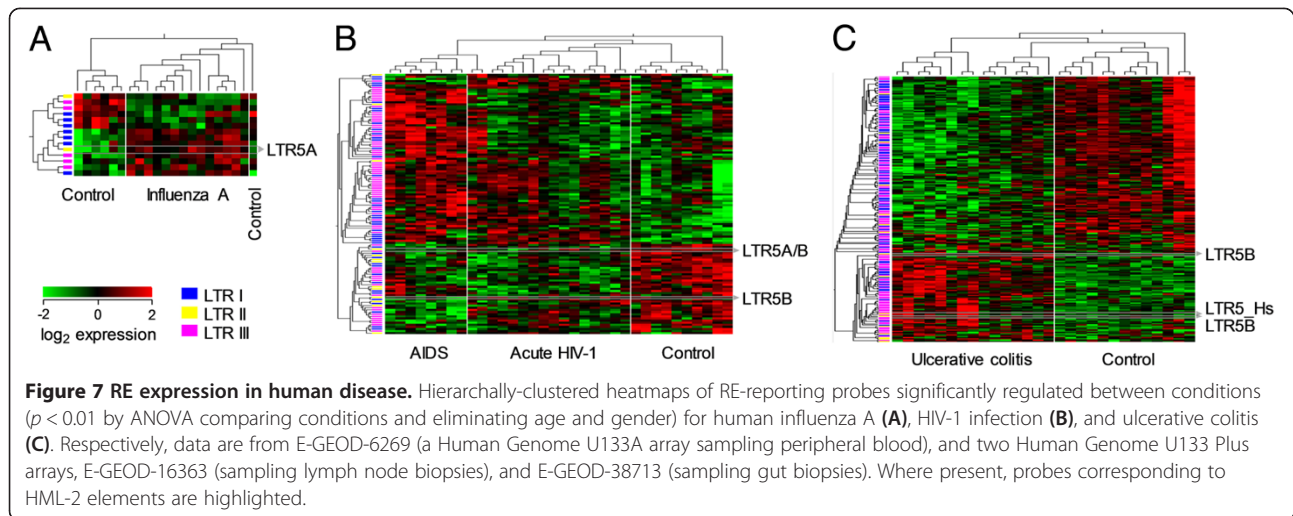 A
B
C
LTR5A
Control
Influenza A
Control
LTR5A/B
LTR5B
LTR5B
LTR5_Hs
LTR5B
-2 0 2
log2 expression
LTR I
LTR II
LTR III
AIDS
Acute HIV-1
Control
Ulcerative colitis
Control
Figure 7 RE expression in human disease. Hierarchally-clustered heatmaps of RE-reporting probes significantly regulated between conditions
(p < 0.01 by ANOVA comparing conditions and eliminating age and gender) for human influenza A (A), HIV-1 infection (B), and ulcerative colitis
(C). Respectively, data are from E-GEOD-6269 (a Human Genome U133A array sampling peripheral blood), and two Human Genome U133 Plus
arrays, E-GEOD-16363 (sampling lymph node biopsies), and E-GEOD-38713 (sampling gut biopsies). Where present, probes corresponding to
HML-2 elements are highlighted.